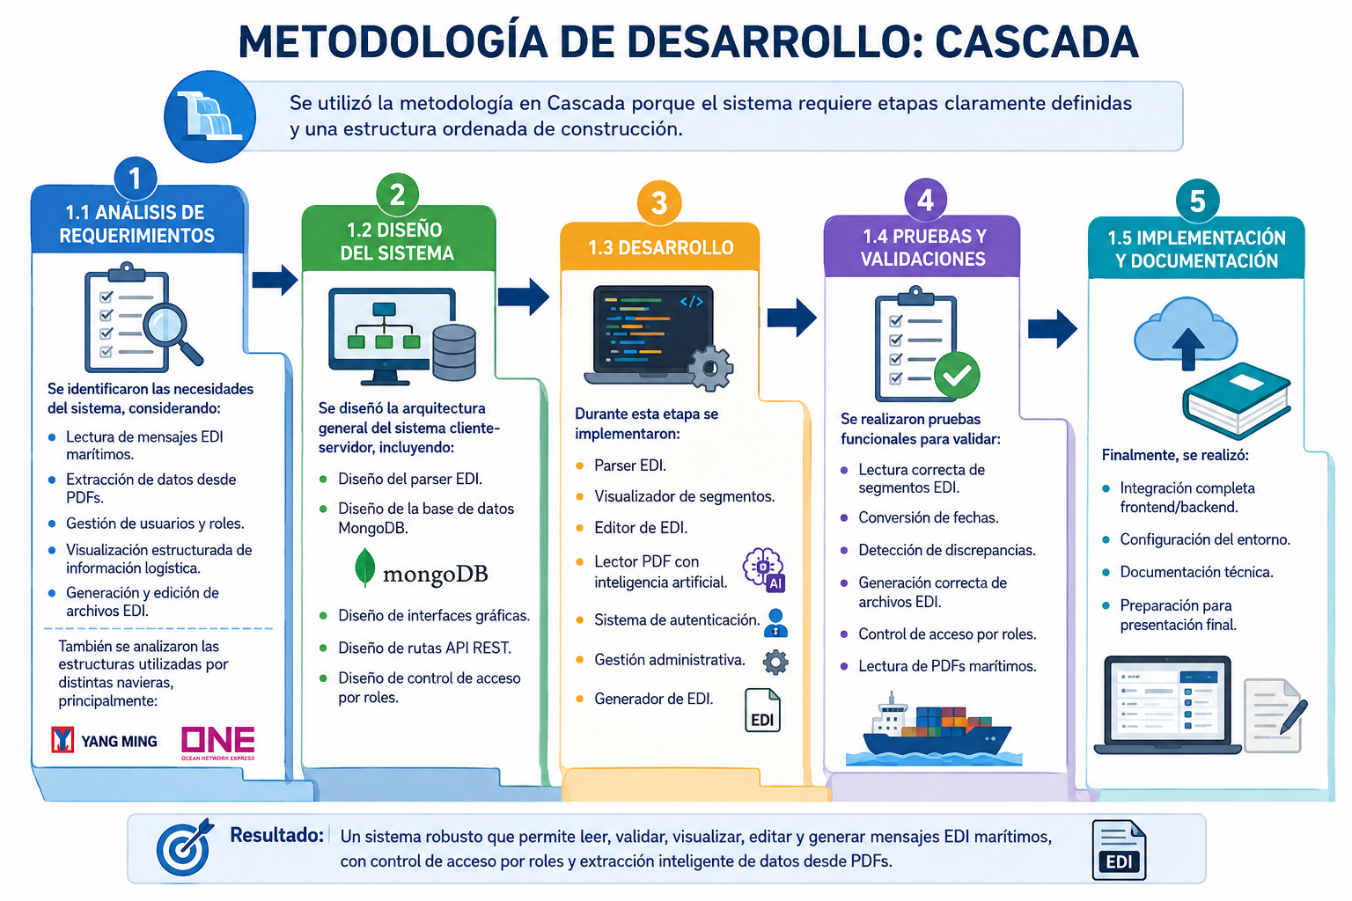 METODOLOGÍA DE DESARROLLO: CASCADA
Se utilizó la metodología en Cascada porque el sistema requiere etapas claramente definidas
y una estructura ordenada de construcción.
1
1.1 ANÁLISIS DE
REQUERIMIENTOS
Se identificaron las necesidades
del sistema, considerando:
• Lectura de mensajes EDI
marítimos.
• Extracción de datos desde
PDFs.
• Gestión de usuarios y roles.
• Visualización estructurada de
información logística.
• Generación y edición de
archivos EDI.
También se analizaron las
estructuras utilizadas por
distintas navieras,
principalmente:
YANG MING
ONE
OCEAN NETWORK EXPRESS
2
1.2 DISEÑO
DEL SISTEMA
Se diseñó la arquitectura
general del sistema cliente-
servidor, incluyendo:
• Diseño del parser EDI.
• Diseño de la base de datos
MongoDB.
mongoDB
• Diseño de interfaces gráficas.
• Diseño de rutas API REST.
• Diseño de control de acceso
por roles.
3
1.3 DESARROLLO
</>
Durante esta etapa se
implementaron:
• Parser EDI.
• Visualizador de segmentos.
• Editor de EDI.
• Lector PDF con
inteligencia artificial.
AI
• Sistema de autenticación.
• Gestión administrativa.
• Generador de EDI.
EDI
4
1.4 PRUEBAS Y
VALIDACIONES
Se realizaron pruebas
funcionales para validar:
• Lectura correcta de
segmentos EDI.
• Conversión de fechas.
• Detección de discrepancias.
• Generación correcta de
archivos EDI.
• Control de acceso por roles.
• Lectura de PDFs marítimos.
5
1.5 IMPLEMENTACIÓN
Y DOCUMENTACIÓN
Finalmente, se realizó:
• Integración completa
frontend/backend.
• Configuración del entorno.
• Documentación técnica.
• Preparación para
presentación final.
Resultado: Un sistema robusto que permite leer, validar, visualizar, editar y generar mensajes EDI marítimos,
con control de acceso por roles y extracción inteligente de datos desde PDFs.
EDI